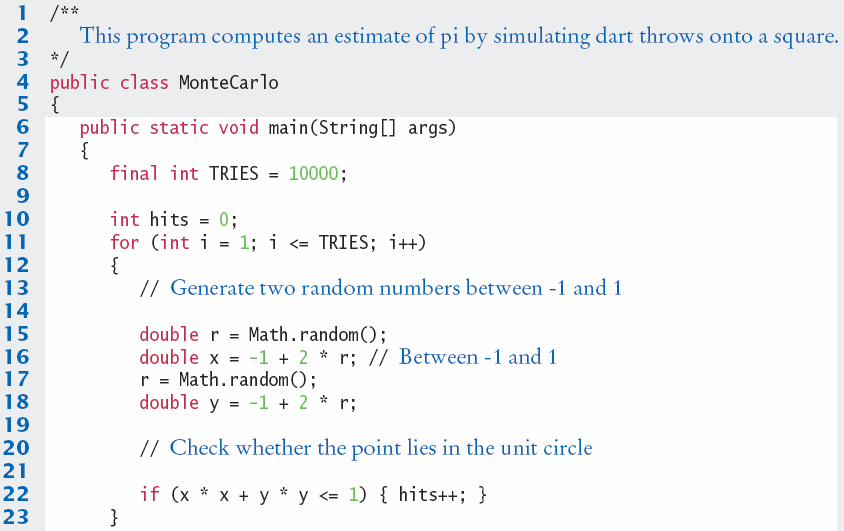 1 /**
2 This program computes an estimate of pi by simulating dart throws onto a square.
3 */
4 public class MonteCarlo
5 {
6 public static void main(String[] args)
7 {
8 final int TRIES = 10000;
9
10 int hits = 0;
11 for (int i = 1; i <= TRIES; i++)
12 {
13 // Generate two random numbers between -1 and 1
14
15 double r = Math.random();
16 double x = -1 + 2 * r; // Between -1 and 1
17 r = Math.random();
18 double y = -1 + 2 * r;
19
20 // Check whether the point lies in the unit circle
21
22 if (x * x + y * y <= 1) { hits++; }
23 }